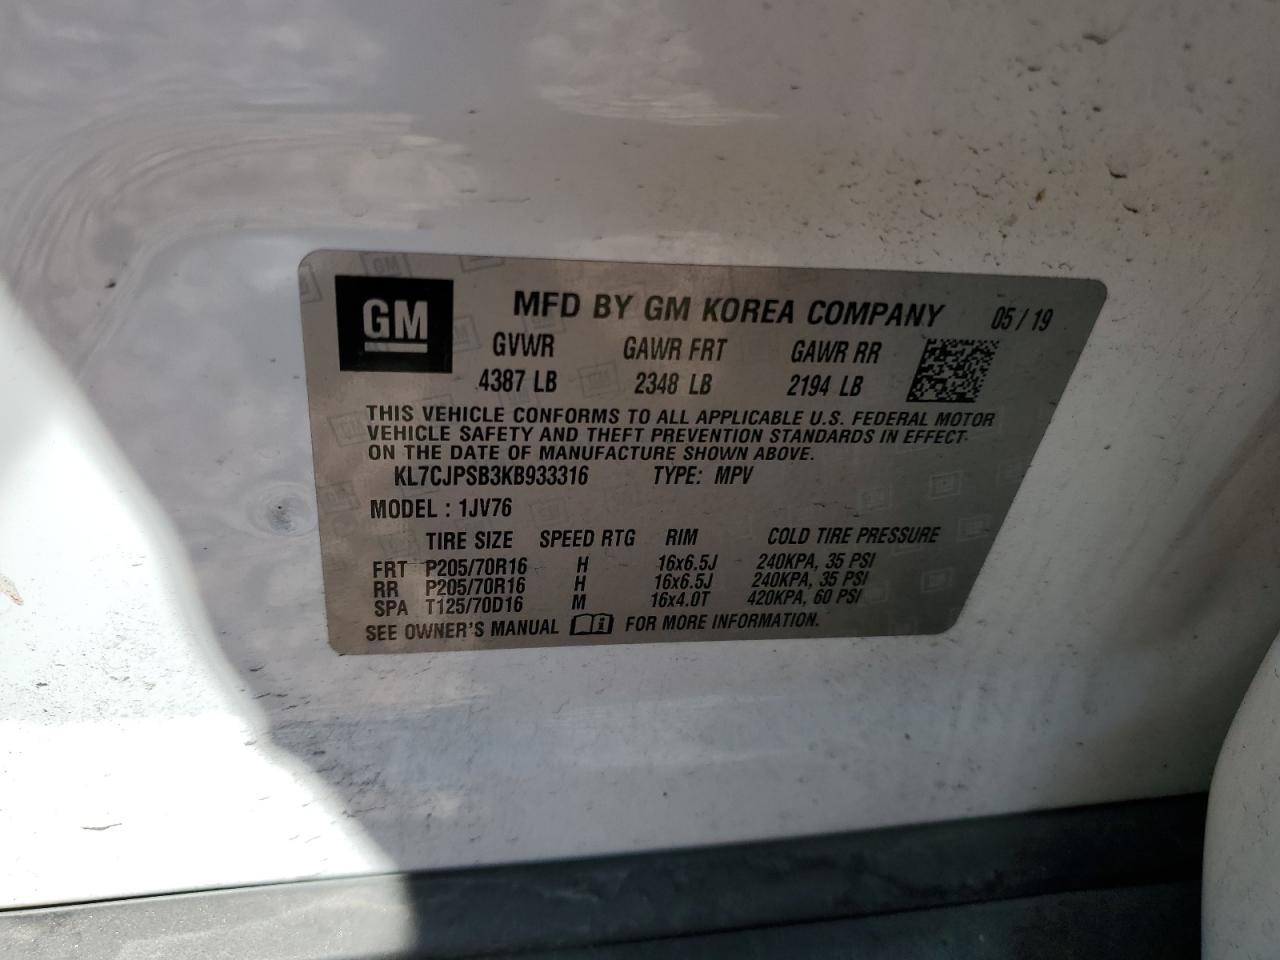 GM MFD BY GM KOREA COMPANY 05/19
GVWR GAWR FRT GAWR RR
4387 LB 2348 LB 2194 LB
THIS VEHICLE CONFORMS TO ALL APPLICABLE U.S. FEDERAL MOTOR
VEHICLE SAFETY AND THEFT PREVENTION STANDARDS IN EFFECT
ON THE DATE OF MANUFACTURE SHOWN ABOVE.
KL7CJPSB3KB933316 TYPE: MPV
MODEL : 1JV76
TIRE SIZE SPEED RTG RIM COLD TIRE PRESSURE
FRT P205/70R16 H 16x6.5J 240KPA, 35 PSI
RR P205/70R16 H 16x6.5J 240KPA, 35 PSI
SPA T125/70D16 M 16x4.0T 420KPA, 60 PSI
SEE OWNER'S MANUAL FOR MORE INFORMATION.